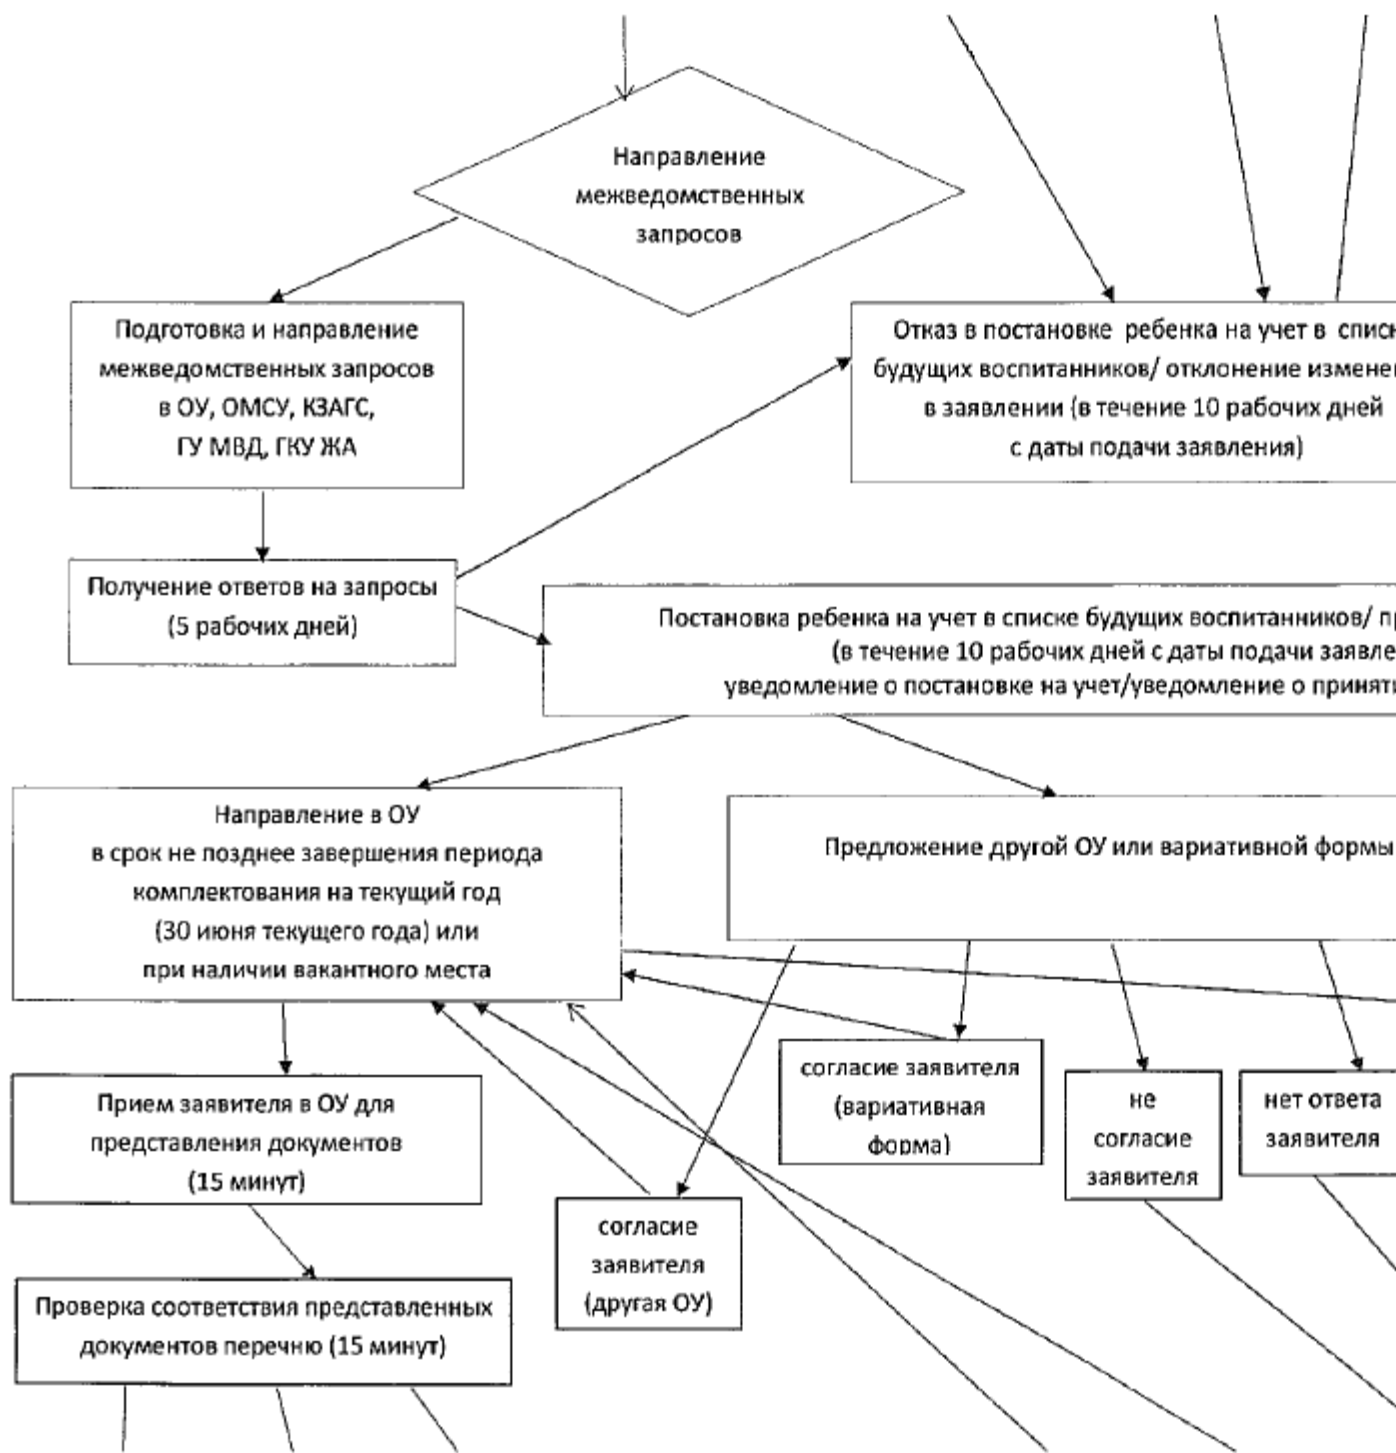 Направление
межведомственных
запросов
Подготовка и направление
межведомственных запросов
в ОУ, ОМСУ, КЗАГС,
ГУ МВД, ГКУ ЖА
Отказ в постановке ребенка на учет в
будущих воспитанников/ отклонение
в заявлении (в течение 10 рабочих дней
с даты подачи заявления)
Получение ответов на запросы
(5 рабочих дней)
Постановка ребенка на учет в списке будущих воспитанников/
(в течение 10 рабочих дней с даты подачи
уведомление о постановке на учет/уведомление о
Направление в ОУ
в срок не позднее завершения периода
комплектования на текущий год
(30 июня текущего года) или
при наличии вакантного места
Предложение другой ОУ или вариативной формы
согласие заявителя
(вариативная
форма)
не
согласие
заявителя
нет ответа
заявителя
Прием заявителя в ОУ для
представления документов
(15 минут)
согласие
заявителя
(другая ОУ)
Проверка соответствия представленных
документов перечню (15 минут)